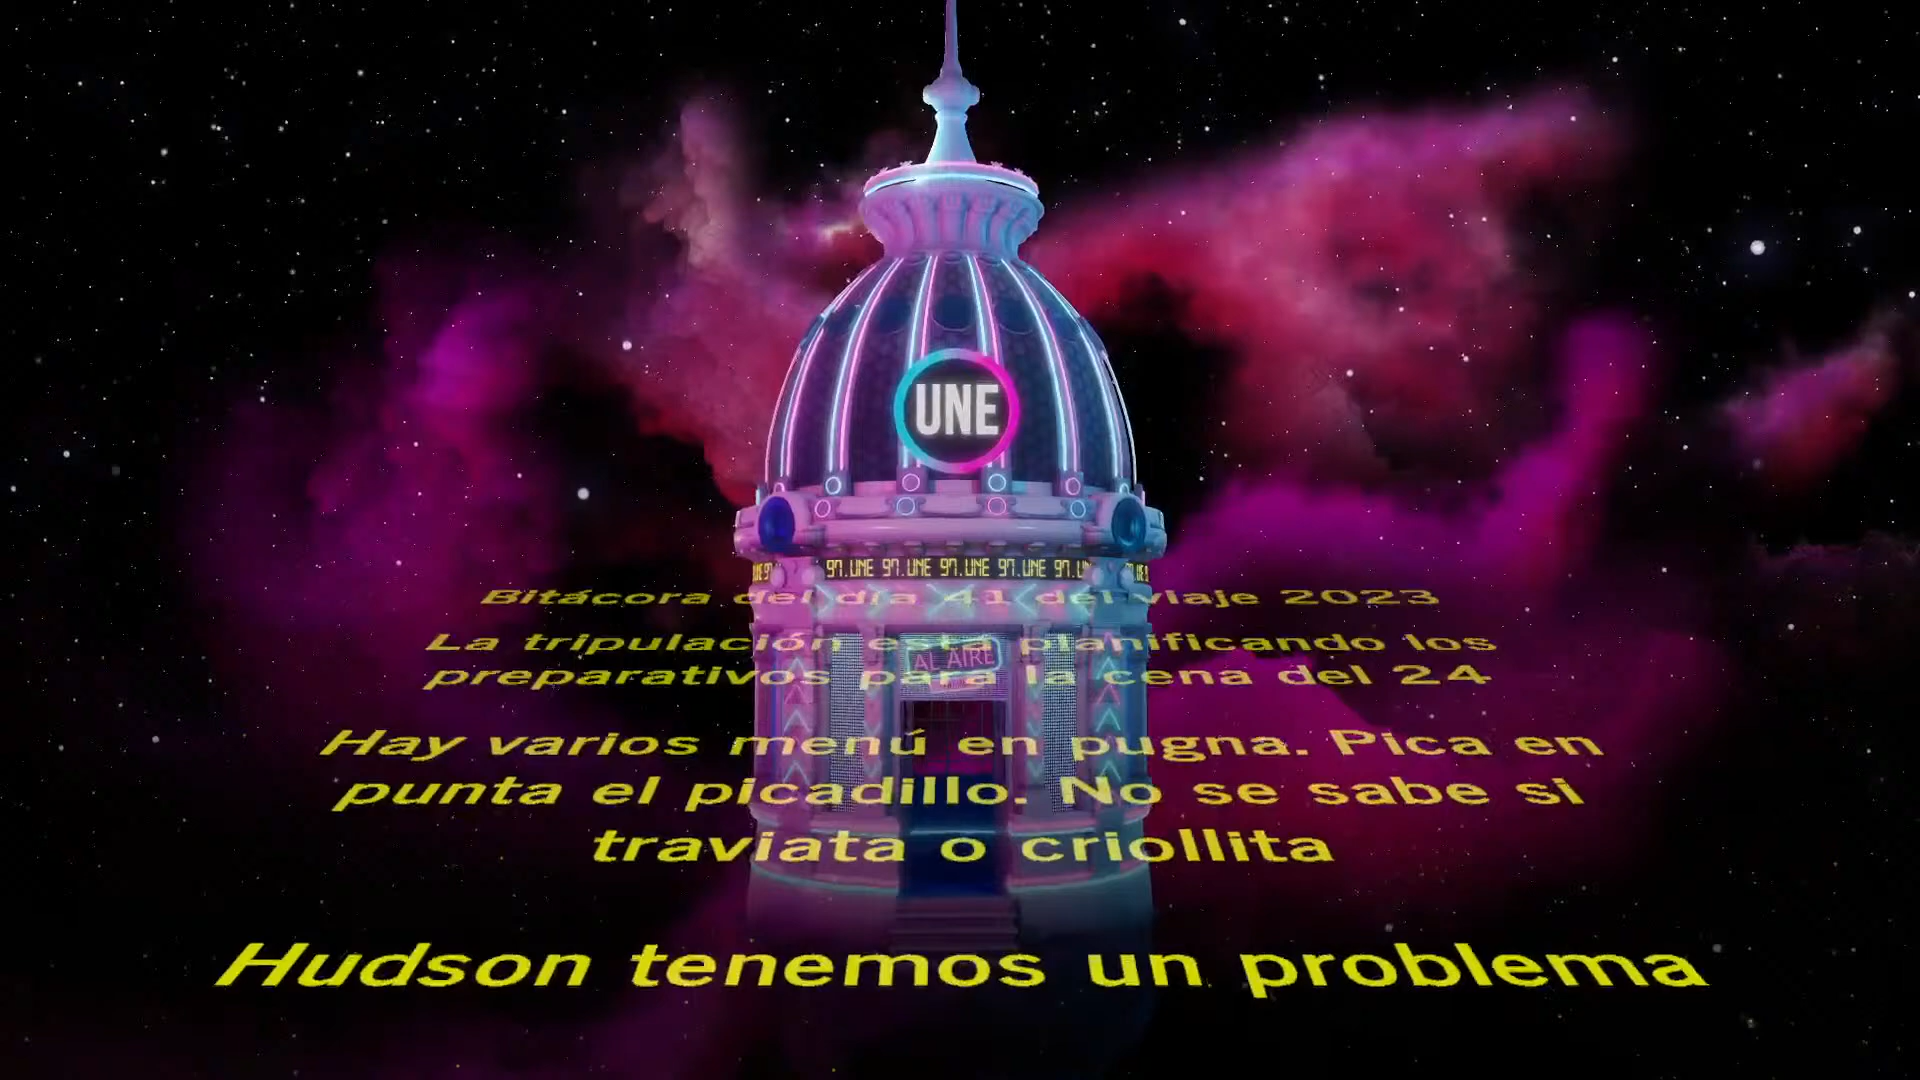 UNE
97.UNE 97.UNE 97.UNE 97.UNE
Bitácora del día 41 del viaje 2023
La tripulación está planificando los
AL AIRE
preparativos para la cena del 24
Hay varios menú en pugna. Pica en
punta el picadillo. No se sabe si
traviata o criollita
Hudson tenemos un problema